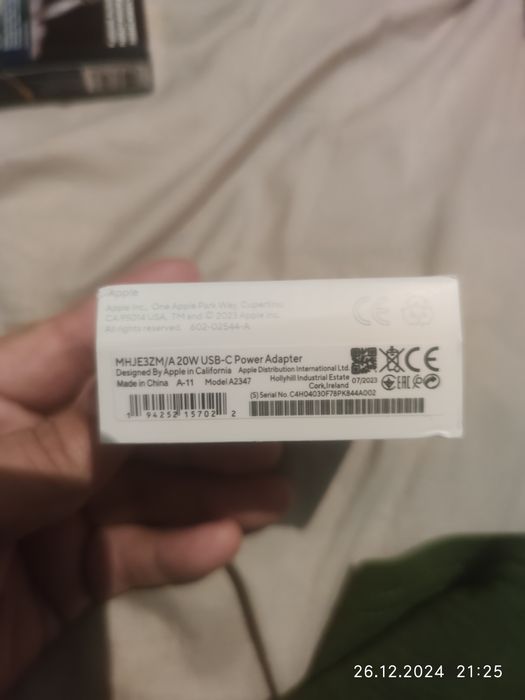 Apple
Apple Inc., One Apple Park Way, Cupertino,
CA 95014 USA. TM and © 2023 Apple Inc.
All rights reserved. 602-02544-A
MHJE3ZM/A 20W USB-C Power Adapter
Designed By Apple in California Apple Distribution International Ltd.
Made in China A-11 Model A2347 Hollyhill Industrial Estate 07/2023
Cork, Ireland
(S) Serial No. C4H04030F78PK844A002
1 94252 15702 2
CE
CE
EAC
26.12.2024 21:25